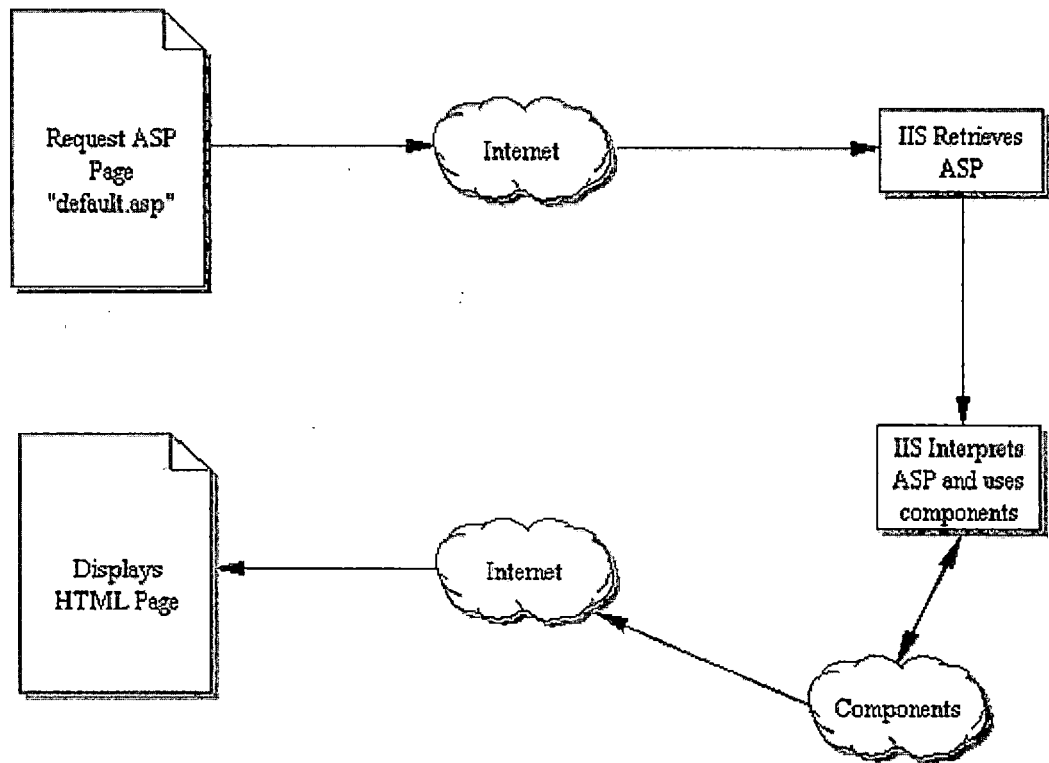 Request ASP
Page
"default.asp"
Internet
IIS Retrieves
ASP
IIS Interprets
ASP and uses
components
Components
Internet
Displays
HTML Page